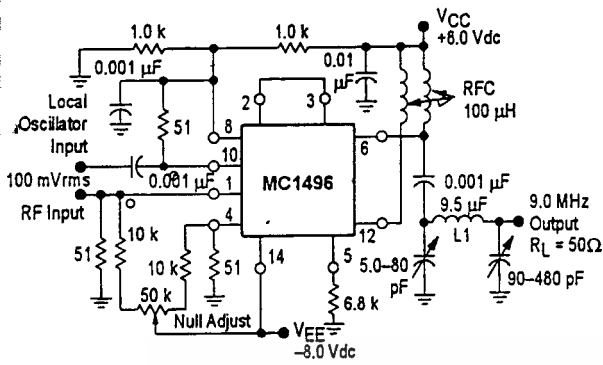 1.0 k
1.0 k
VCC
+8.0 Vdc
0.001 µF
0.01
µF
RFC
100 µH
Local
Oscillator
Input
51
2
3
8
6
10
MC1496
100 mVrms
0.001 µF
1
RF Input
4
12
14
5
0.001 µF
9.5 µF
L1
9.0 MHz
Output
RL = 50Ω
51
10 k
10 k
51
50 k
6.8 k
5.0–80
pF
90–480 pF
Null Adjust
VEE
–8.0 Vdc